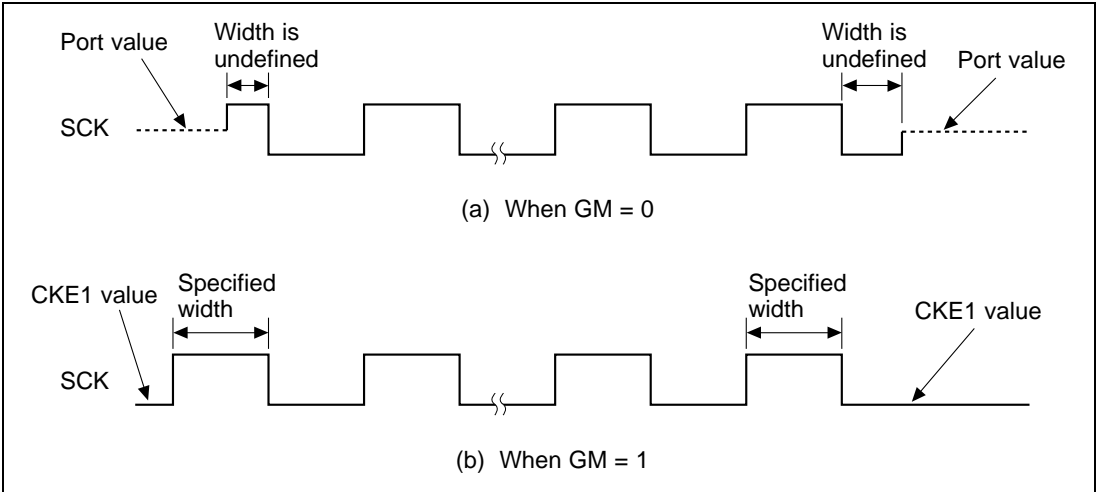 Port value
Width is
undefined
Width is
undefined
Port value
SCK
(a) When GM = 0
CKE1 value
Specified
width
Specified
width
CKE1 value
SCK
(b) When GM = 1